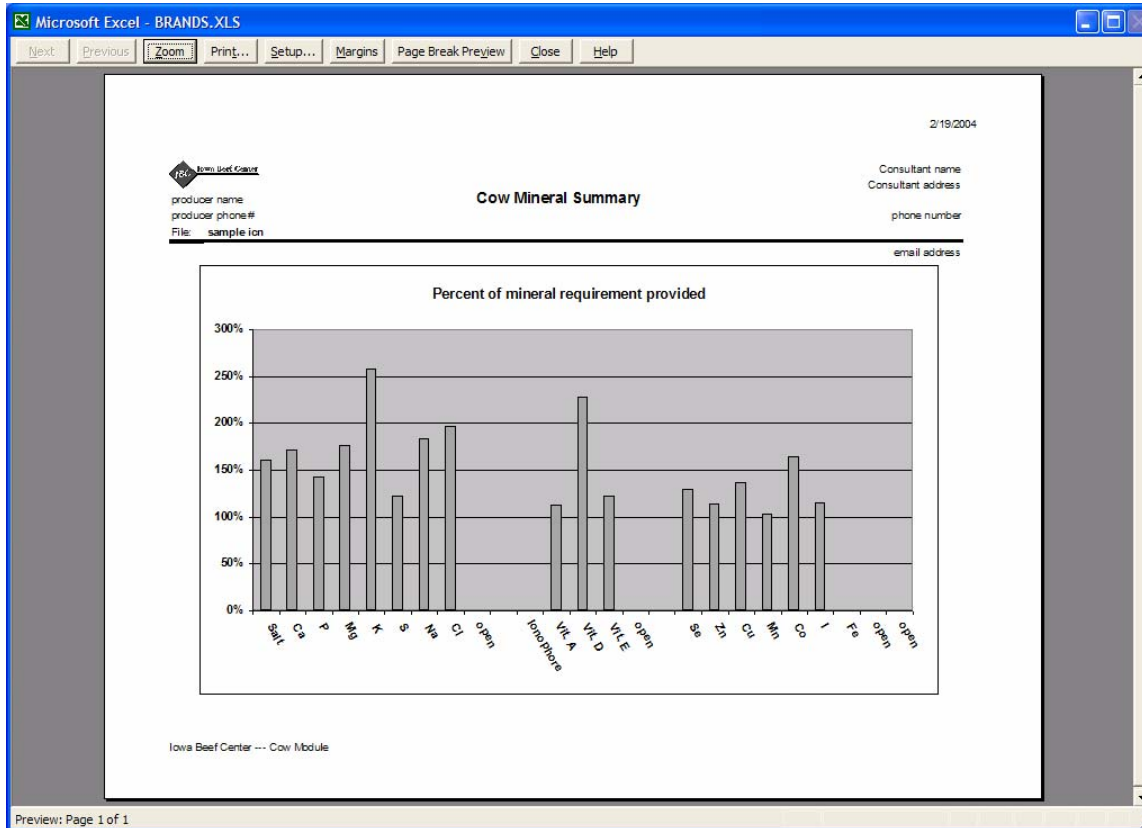 Microsoft Excel - BRANDS.XLS
Next Previous Zoom Print... Setup... Margins Page Break Preview Close Help
2/19/2004
IBC Iowa Beef Center
Consultant name
Consultant address
producer name
Cow Mineral Summary
producer phone#
phone number
File: sample ion
email address
Percent of mineral requirement provided
300%
250%
200%
150%
100%
50%
0%
Salt Ca P Mg K S Na Cl open Ionophore Vit. A Vit. D Vit. E open Se Zn Cu Mn Co I Fe open open
Iowa Beef Center --- Cow Module
Preview: Page 1 of 1